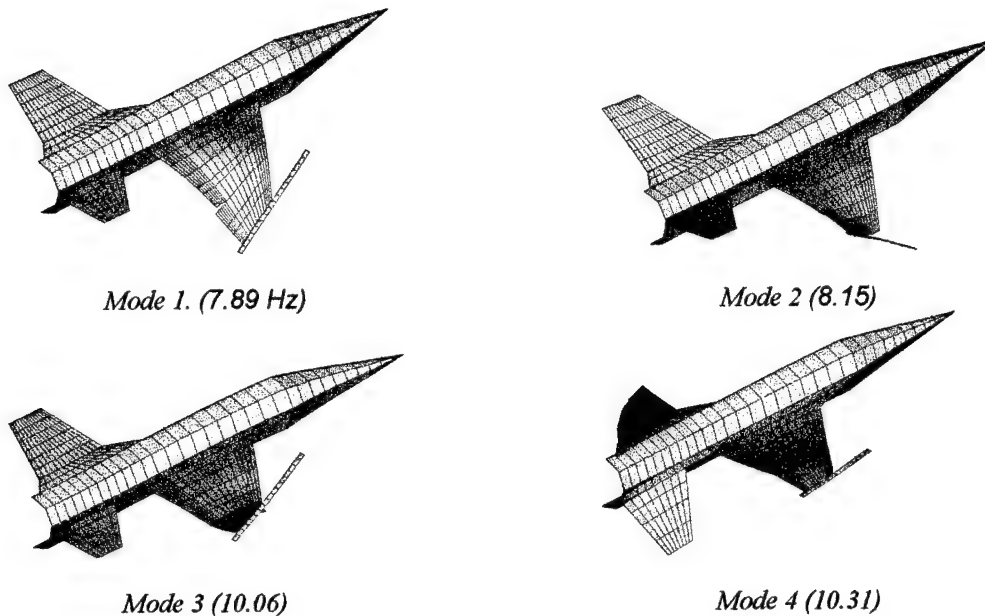 Mode 1. (7.89 Hz)
Mode 2 (8.15)
Mode 3 (10.06)
Mode 4 (10.31)